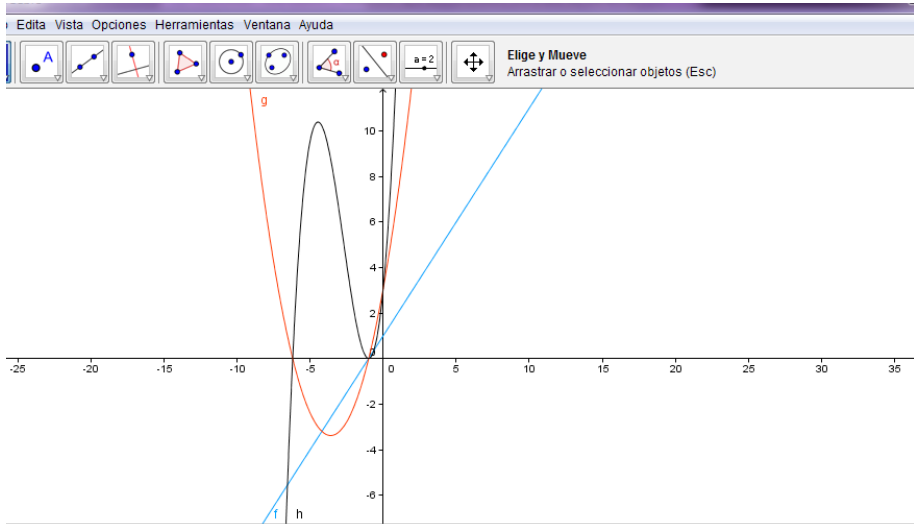 Edita Vista Opciones Herramientas Ventana Ayuda
A
α
a = 2
Elige y Mueve
Arrastrar o seleccionar objetos (Esc)
g
10
8
6
4
2
-25 -20 -15 -10 -5 0 5 10 15 20 25 30 35
-2
-4
-6
f h